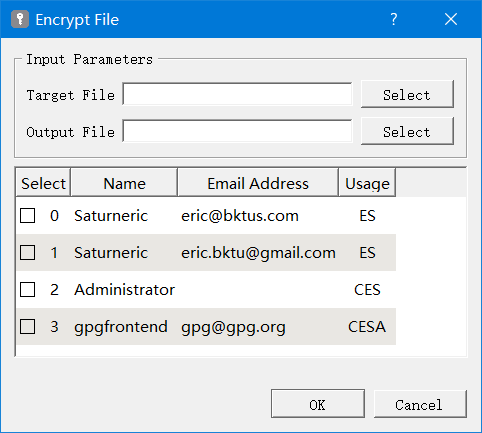 Encrypt File ?
Input Parameters
Target File Select
Output File Select
Select Name Email Address Usage
0 Saturneric eric@bktus.com ES
1 Saturneric eric.bktu@gmail.com ES
2 Administrator CES
3 gpgfrontend gpg@gpg.org CESA
OK Cancel